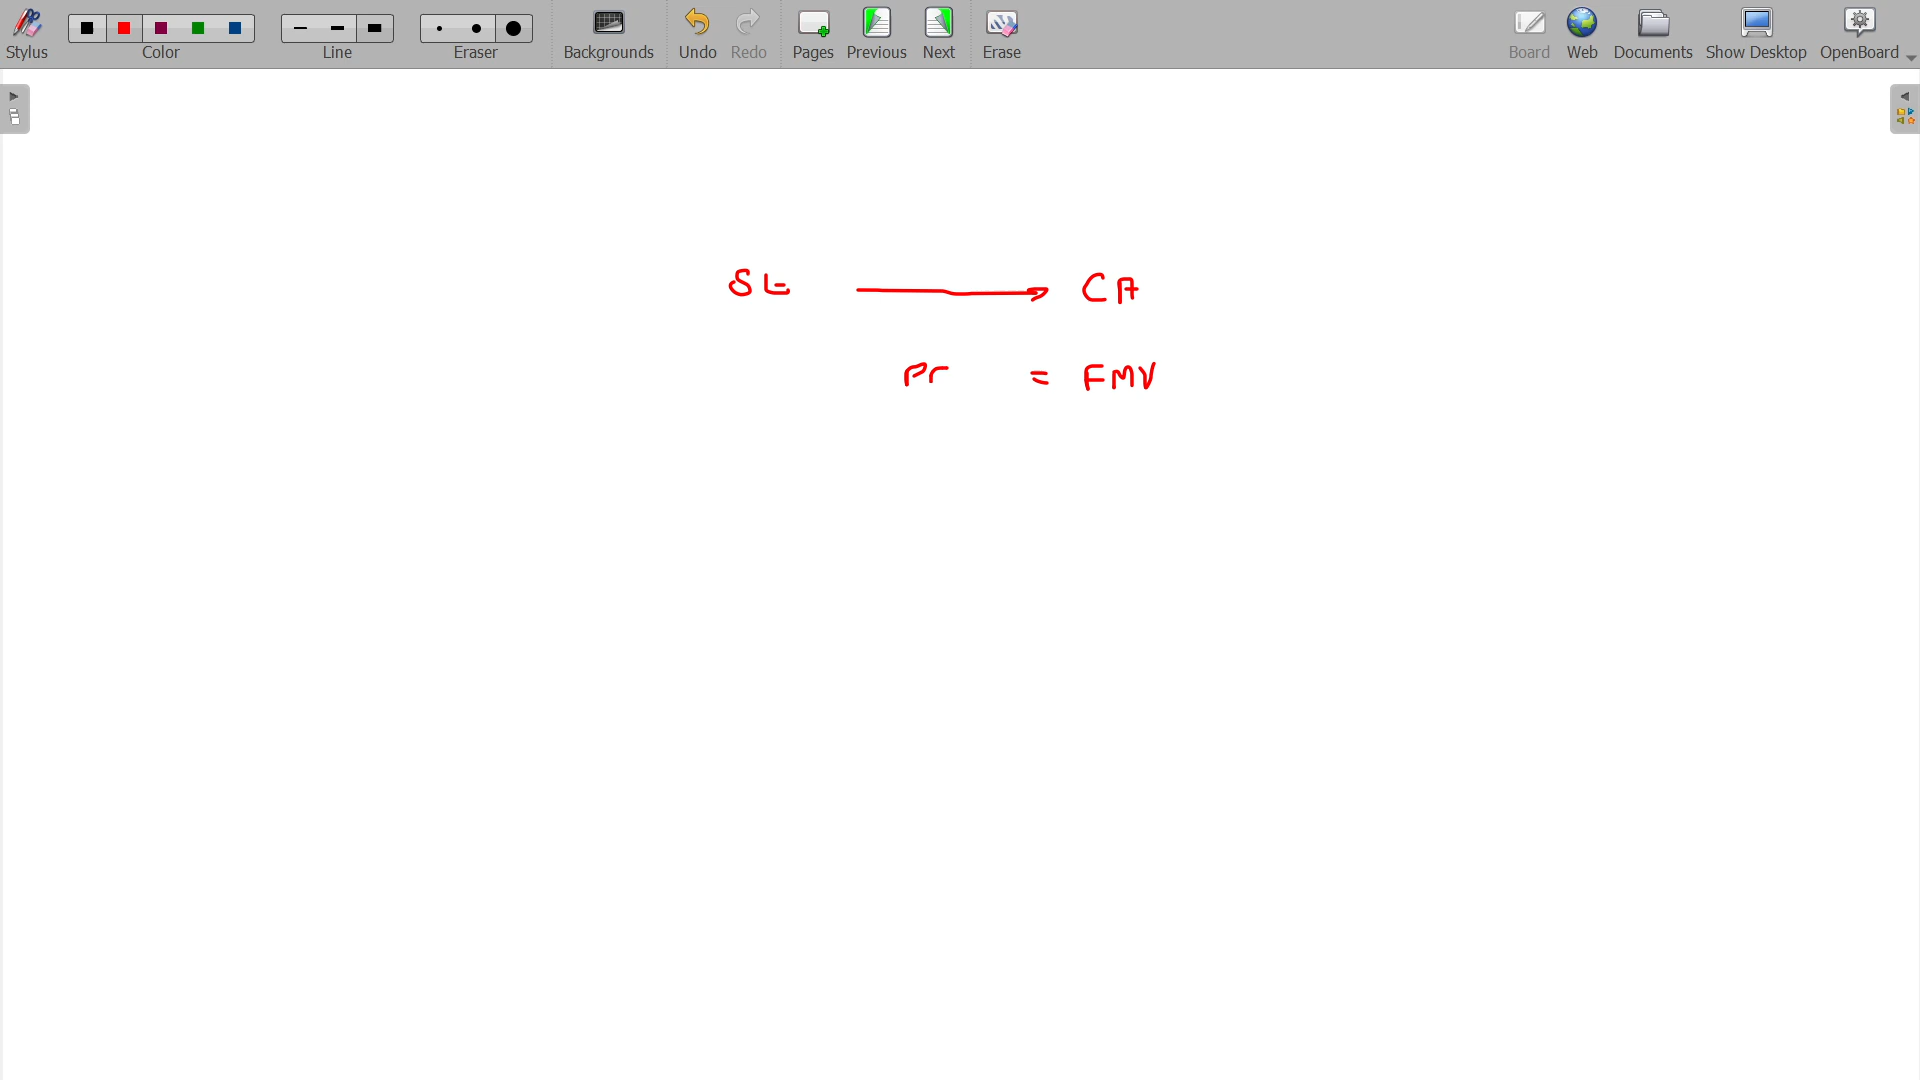 Stylus Color Line Eraser Backgrounds Undo Redo Pages Previous Next Erase Board Web Documents Show Desktop OpenBoard
St → CA
Pr = FMV